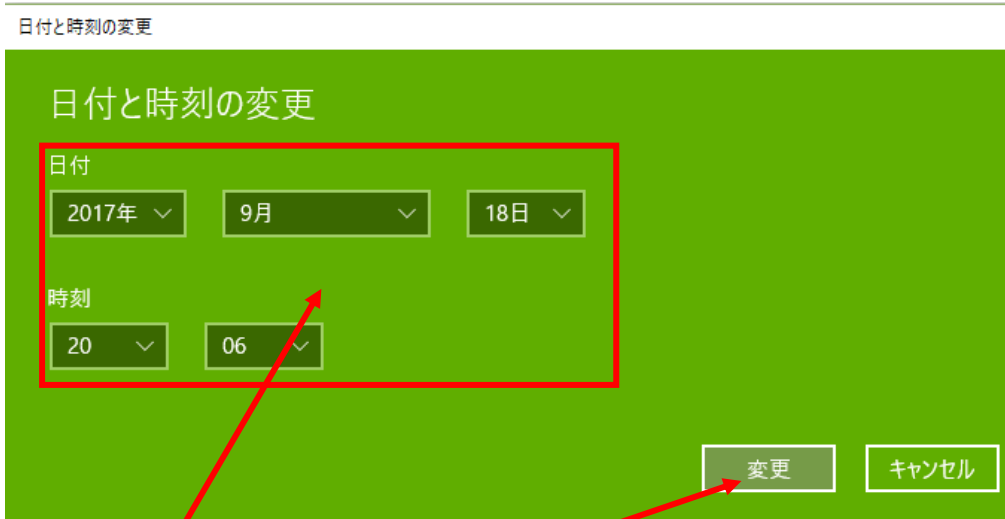 日付と時刻の変更
日付と時刻の変更
日付
2017年 9月 18日
時刻
20 06
変更 キャンセル